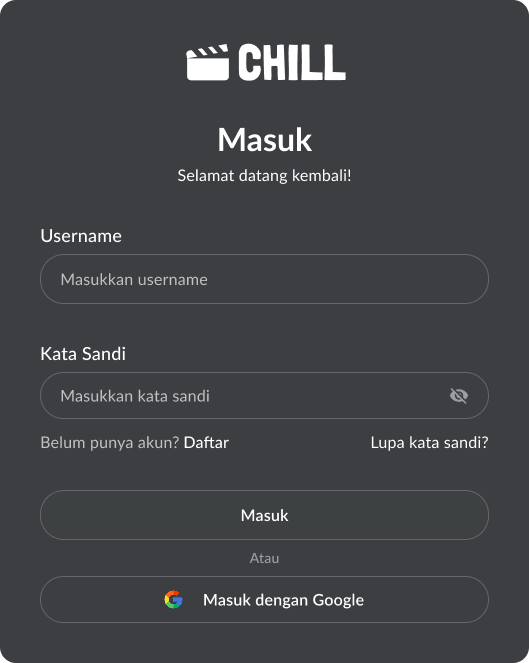 CHILL
Masuk
Selamat datang kembali!
Username
Masukkan username
Kata Sandi
Masukkan kata sandi
Belum punya akun? Daftar Lupa kata sandi?
Masuk
Atau
Masuk dengan Google